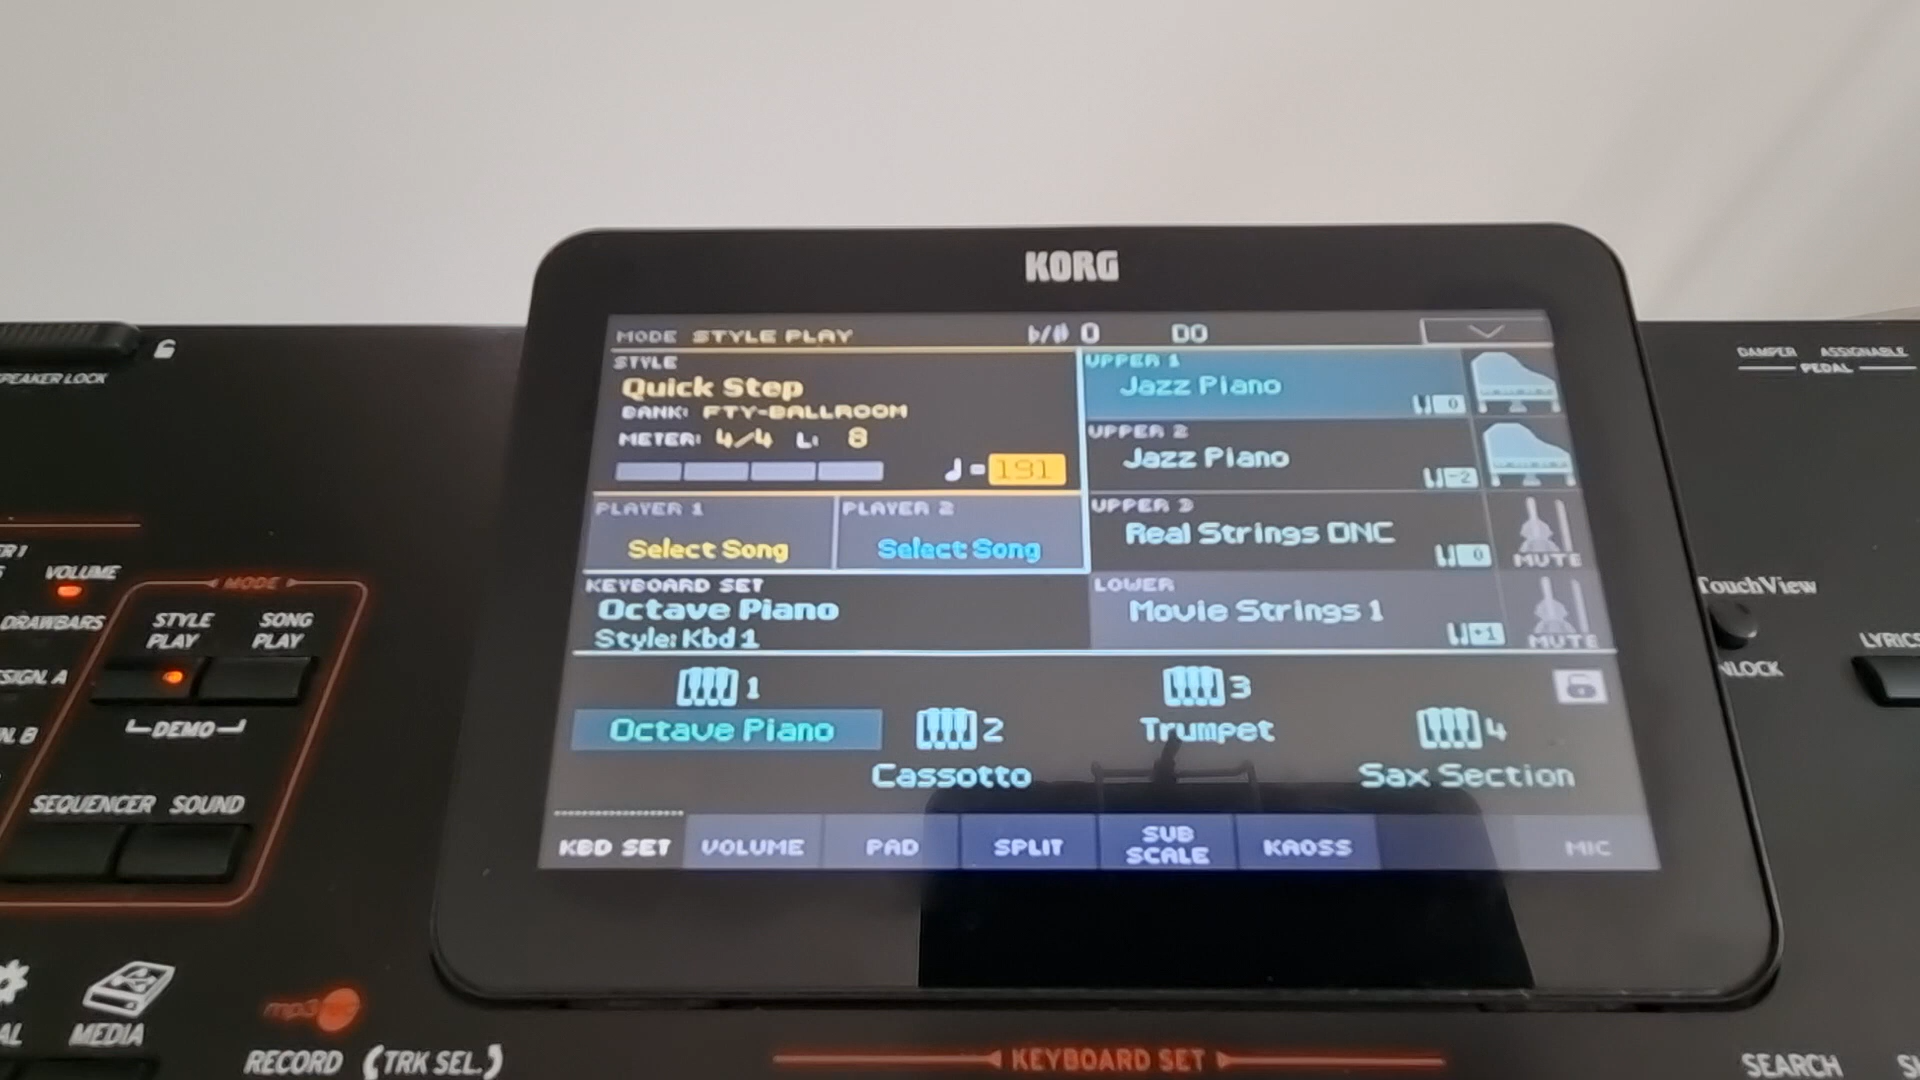 KORG
MODE STYLE PLAY ♭/♯ 0 DO
STYLE
Quick Step
BANK: FTY-BALLROOM
METER: 4/4 L: 8
♩ = 191
PLAYER 1
Select Song
PLAYER 2
Select Song
KEYBOARD SET
Octave Piano
Style: Kbd 1
UPPER 1
Jazz Piano
0
UPPER 2
Jazz Piano
-2
UPPER 3
Real Strings DNC
0
MUTE
LOWER
Movie Strings 1
+1
MUTE
1
Octave Piano
2
Cassotto
3
Trumpet
4
Sax Section
KBD SET VOLUME PAD SPLIT SUB SCALE KAOSS MIC
SPEAKER LOCK
VOLUME
DRAWBARS
MODE
STYLE PLAY
SONG PLAY
DEMO
SEQUENCER SOUND
MEDIA
mp3
RECORD (TRK SEL.)
KEYBOARD SET
DAMPER ASSIGNABLE
PEDAL
TouchView
LYRICS
SEARCH